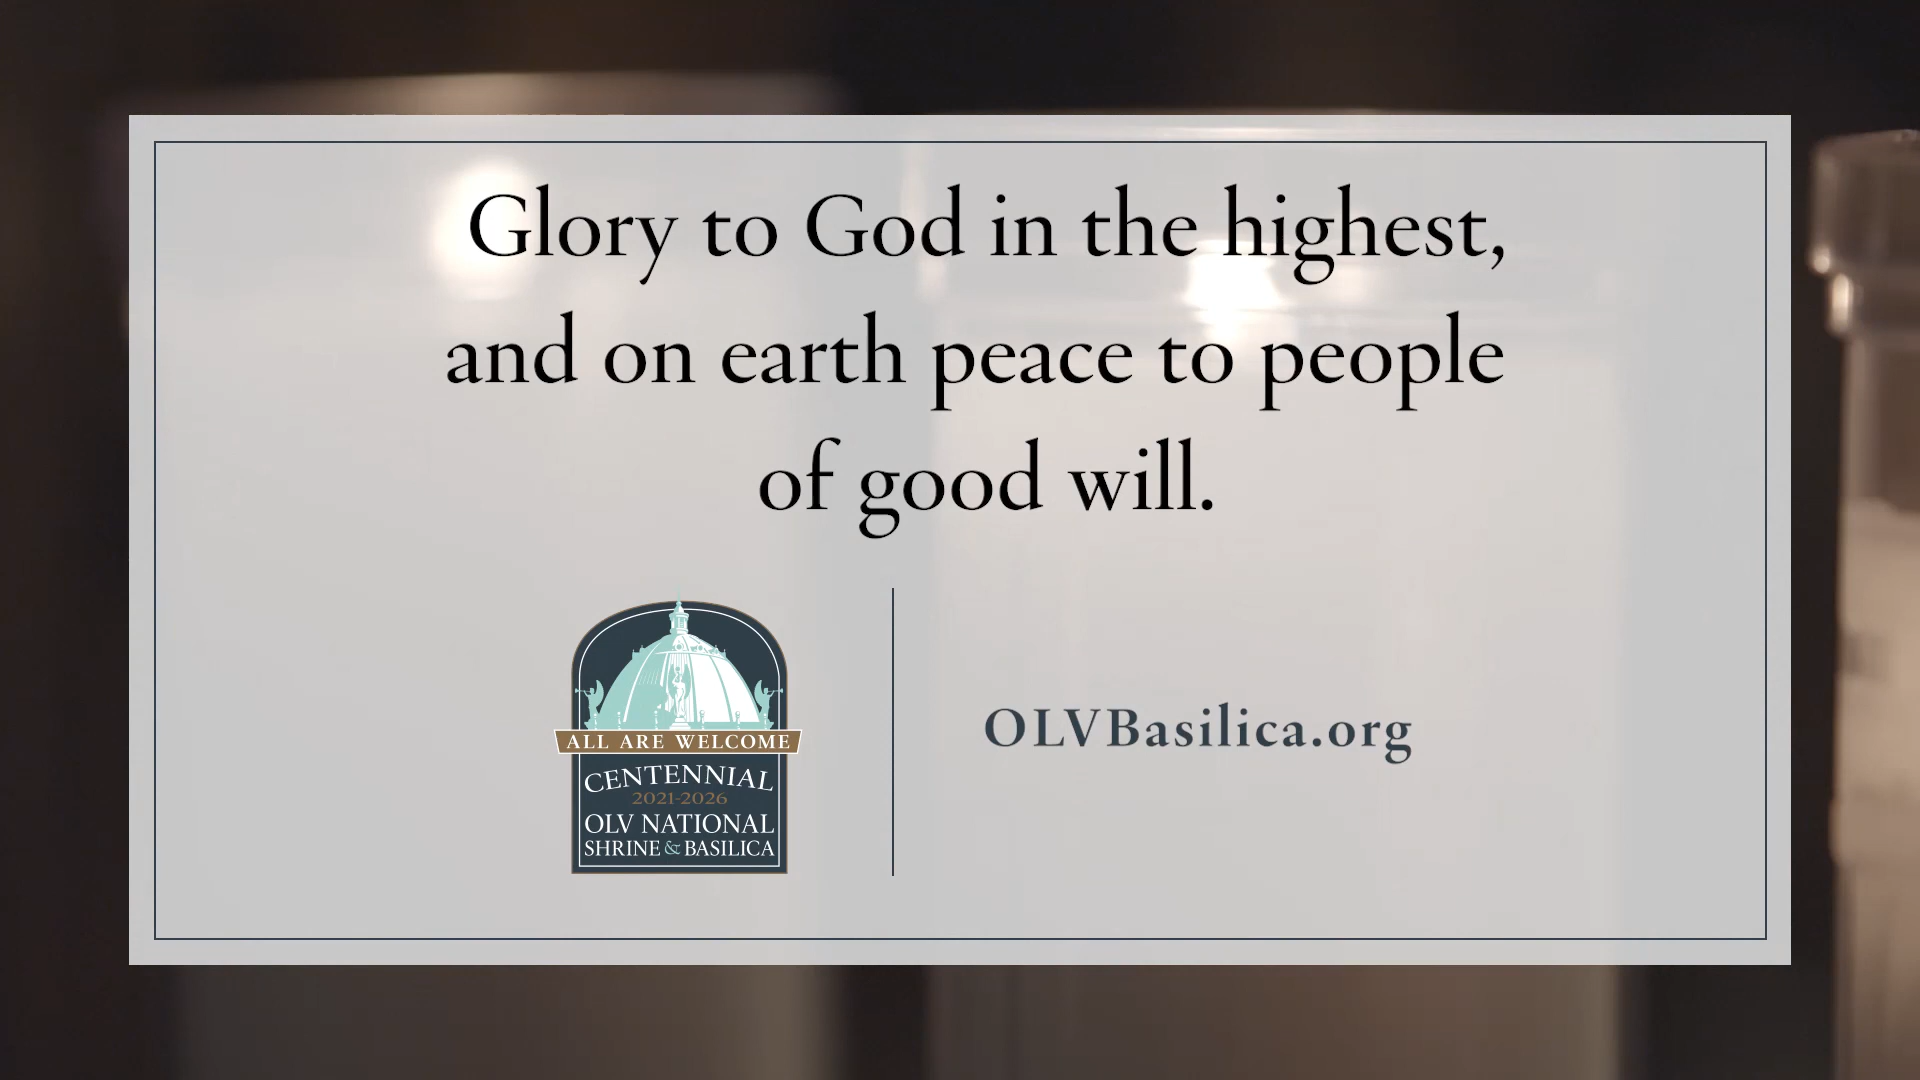 Glory to God in the highest,
and on earth peace to people
of good will.
ALL ARE WELCOME
CENTENNIAL
2021-2026
OLV NATIONAL
SHRINE & BASILICA
OLVBasilica.org